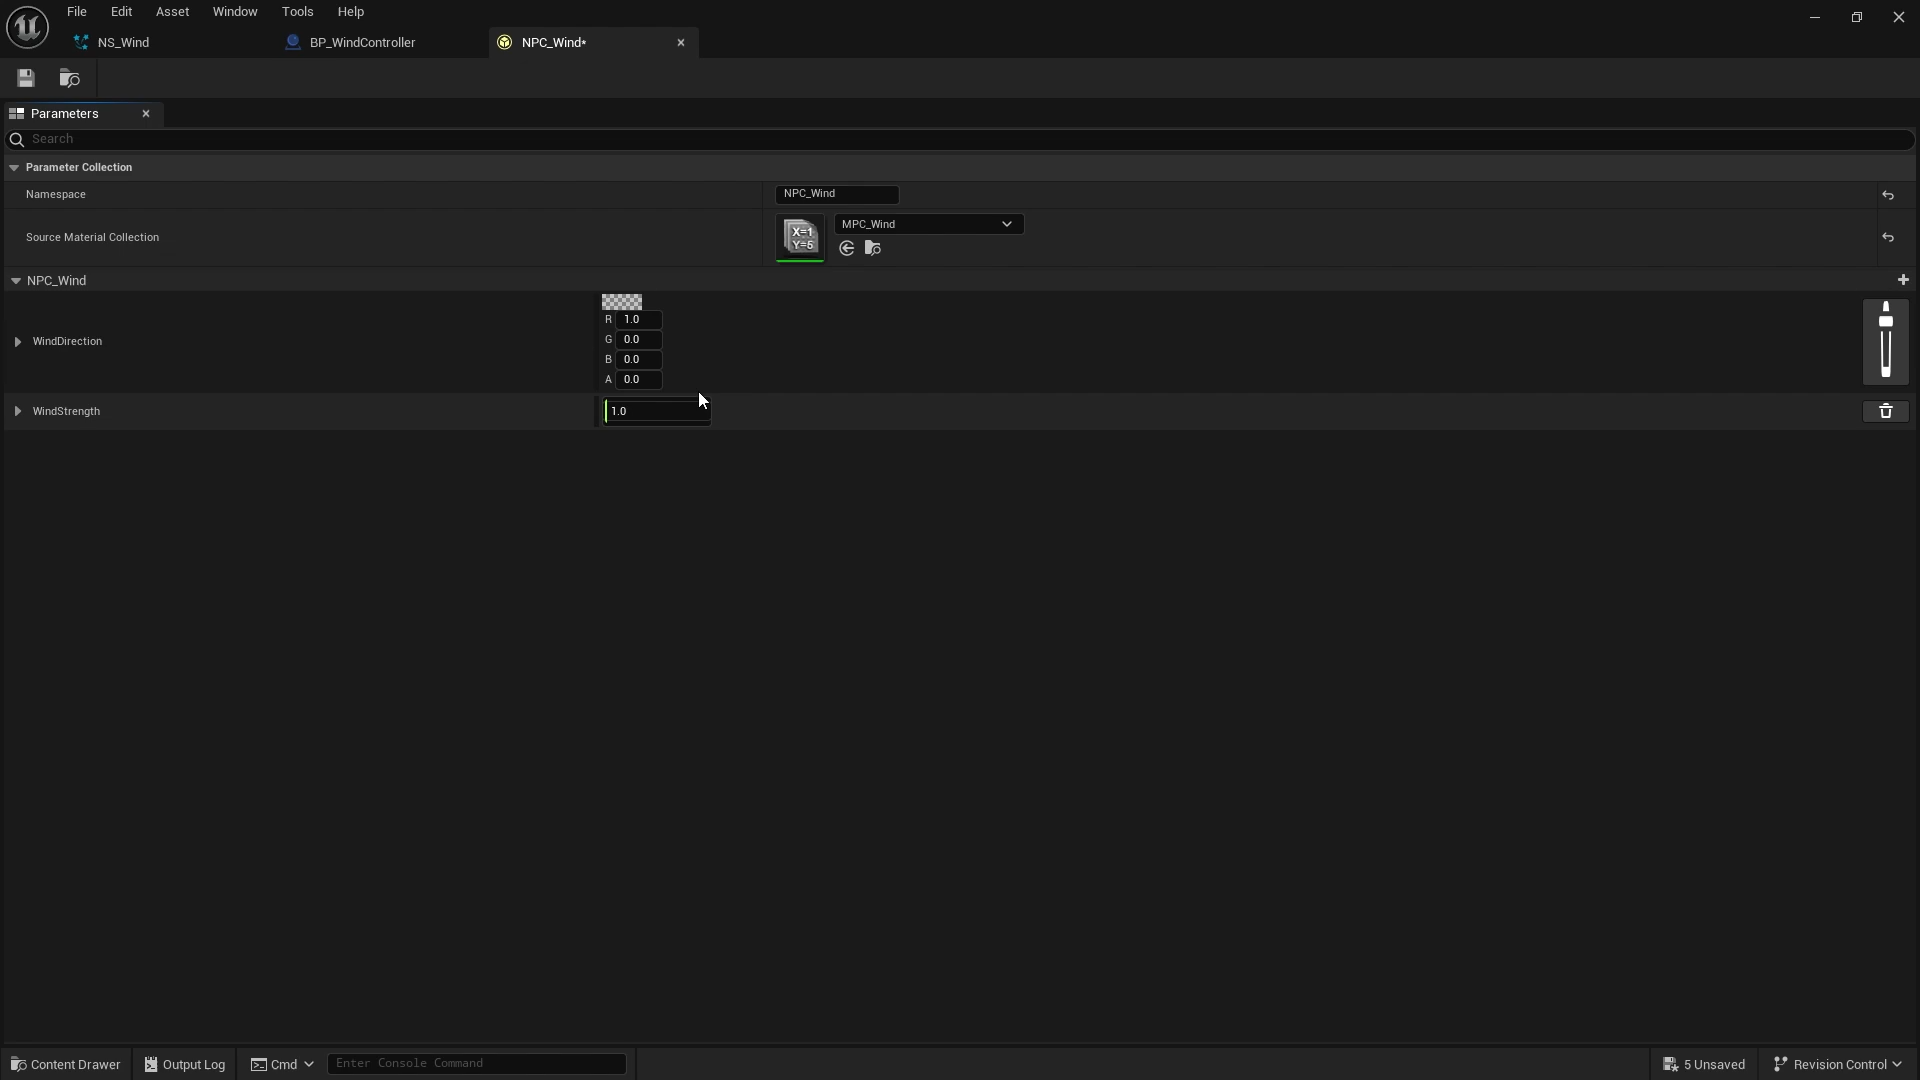 File Edit Asset Window Tools Help
NS_Wind BP_WindController NPC_Wind*
Parameters
Search
Parameter Collection
Namespace NPC_Wind
Source Material Collection X=1 Y=5 MPC_Wind
NPC_Wind
WindDirection
R 1.0
G 0.0
B 0.0
A 0.0
WindStrength 1.0
Content Drawer Output Log Cmd Enter Console Command 5 Unsaved Revision Control